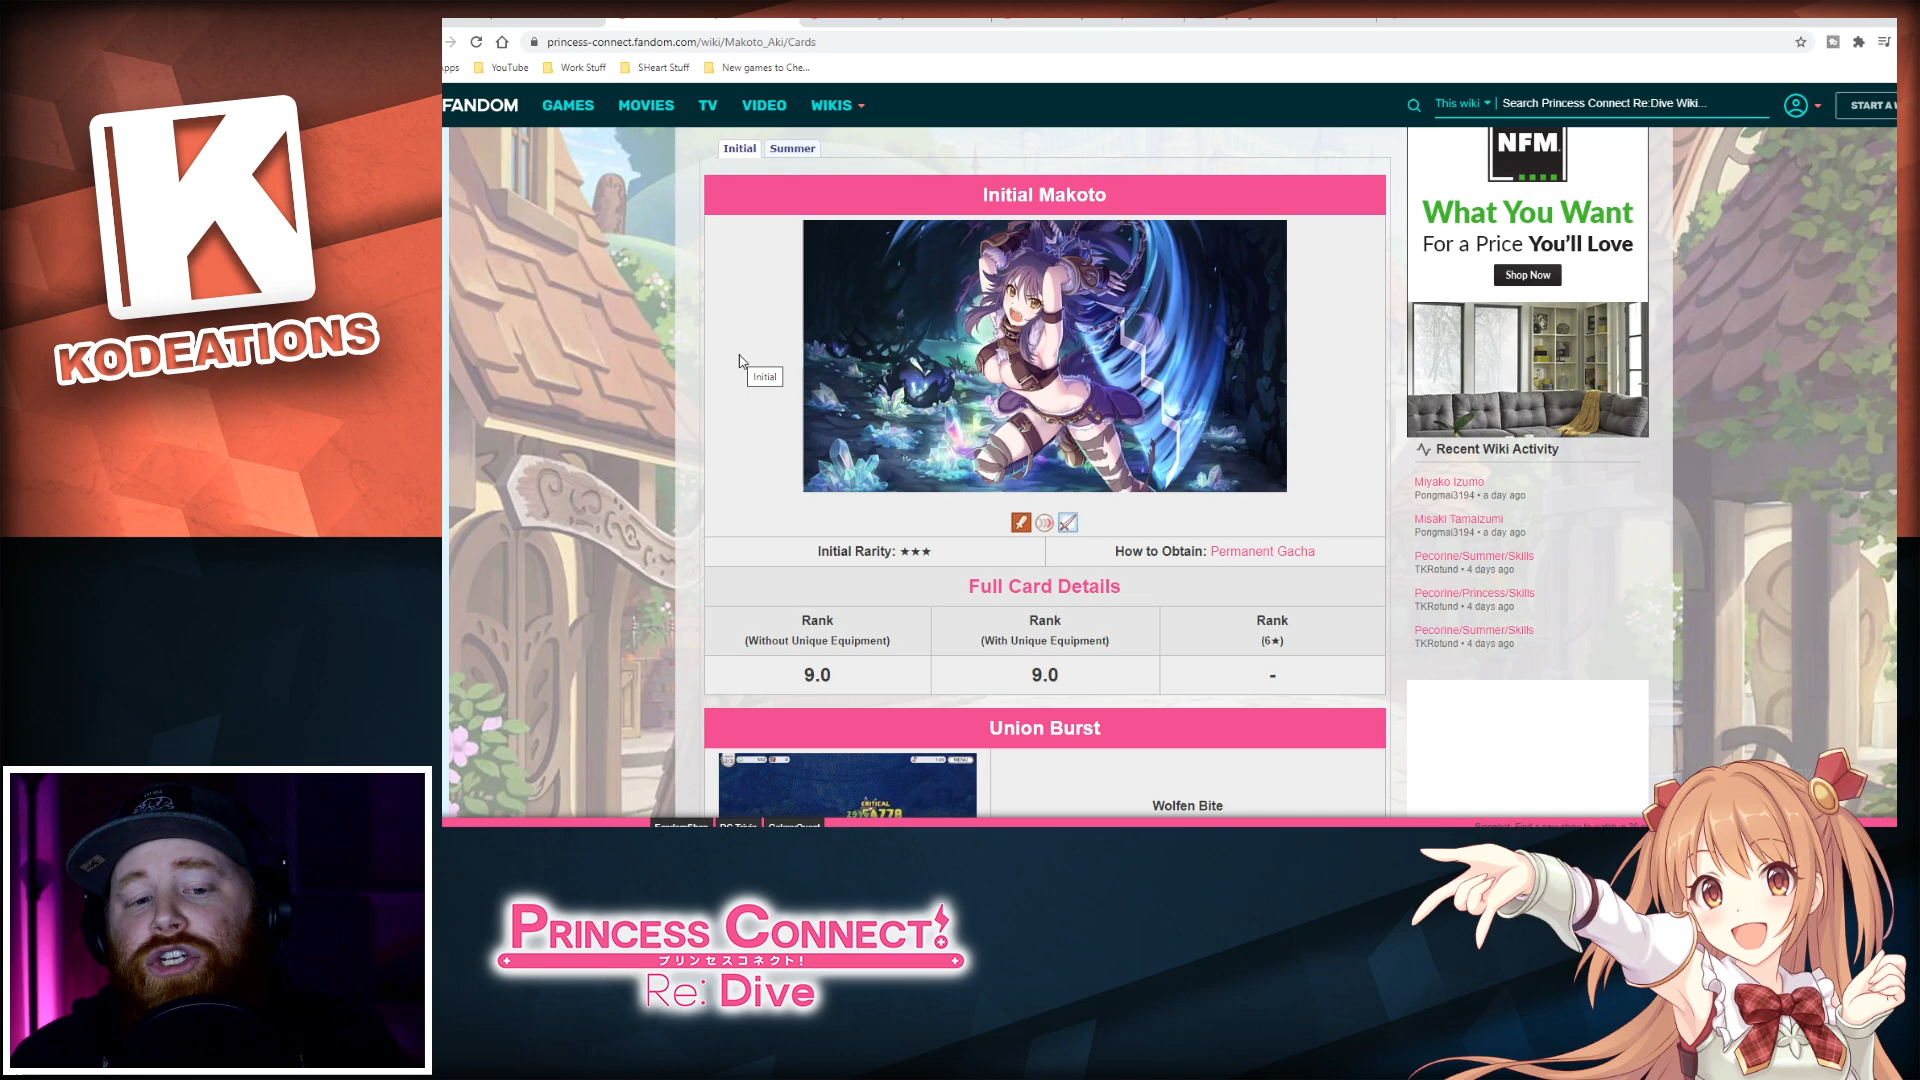 princess-connect.fandom.com/wiki/Makoto_Aki/Cards
YouTube
Work Stuff
SHeart Stuff
New games to Che...
FANDOM
GAMES
MOVIES
TV
VIDEO
WIKIS
This wiki
Search Princess Connect Re:Dive Wiki...
START A
K
KODEATIONS
Initial
Summer
Initial Makoto
Initial
Initial Rarity: ★★★
How to Obtain: Permanent Gacha
Full Card Details
Rank
(Without Unique Equipment)
Rank
(With Unique Equipment)
Rank
(6★)
9.0
9.0
-
Union Burst
CRITICAL
Wolfen Bite
NFM
What You Want
For a Price You'll Love
Shop Now
Recent Wiki Activity
Miyako Izumo
Pongmai3194 • a day ago
Misaki Tamaizumi
Pongmai3194 • a day ago
Pecorine/Summer/Skills
TKRotund • 4 days ago
Pecorine/Princess/Skills
TKRotund • 4 days ago
Pecorine/Summer/Skills
TKRotund • 4 days ago
PRINCESS CONNECT!
プリンセスコネクト!
Re: Dive